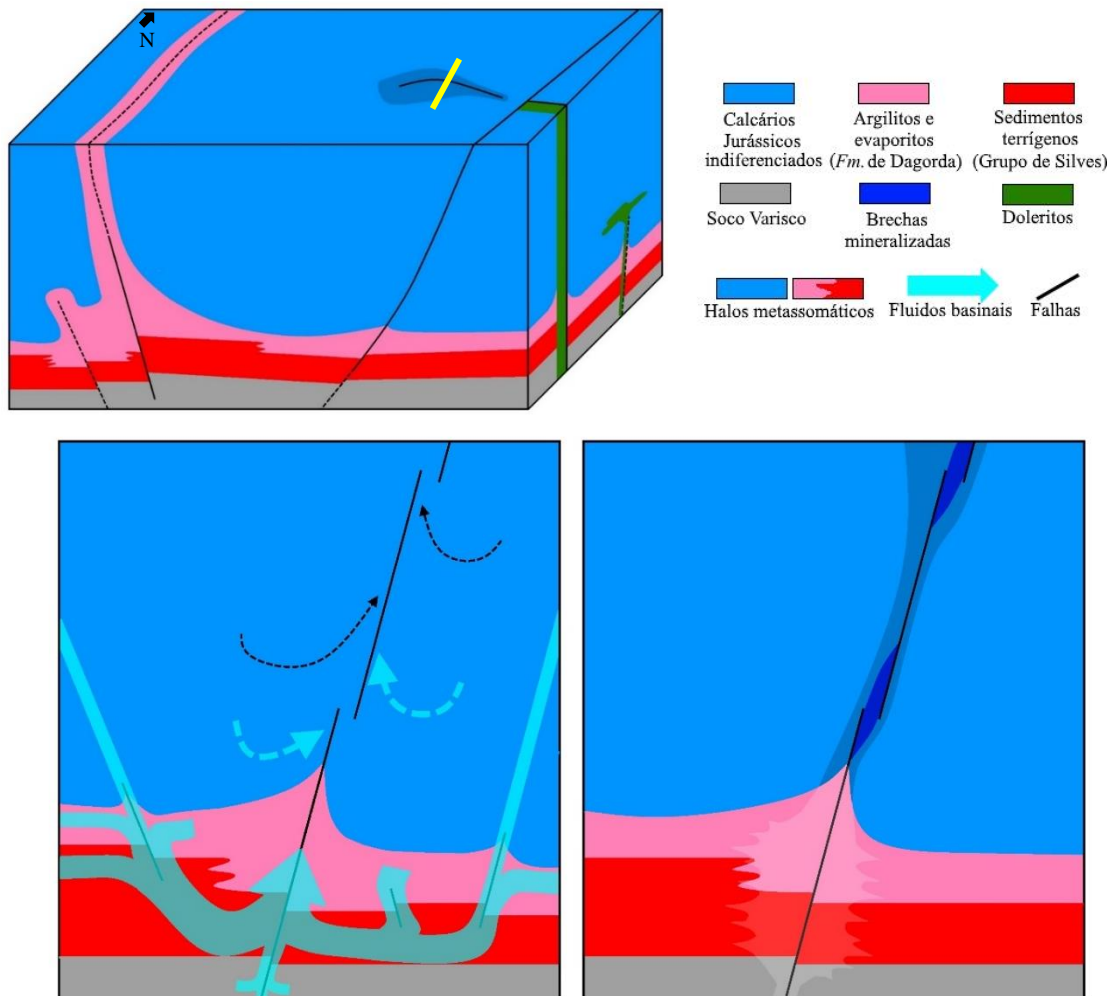 N
Calcários
Jurássicos
indiferenciados
Argilitos e
evaporitos
(Fm. de Dagorda)
Sedimentos
terrígenos
(Grupo de Silves)
Soco Varisco
Brechas
mineralizadas
Doleritos
Halos metassomáticos
Fluidos basinais
Falhas